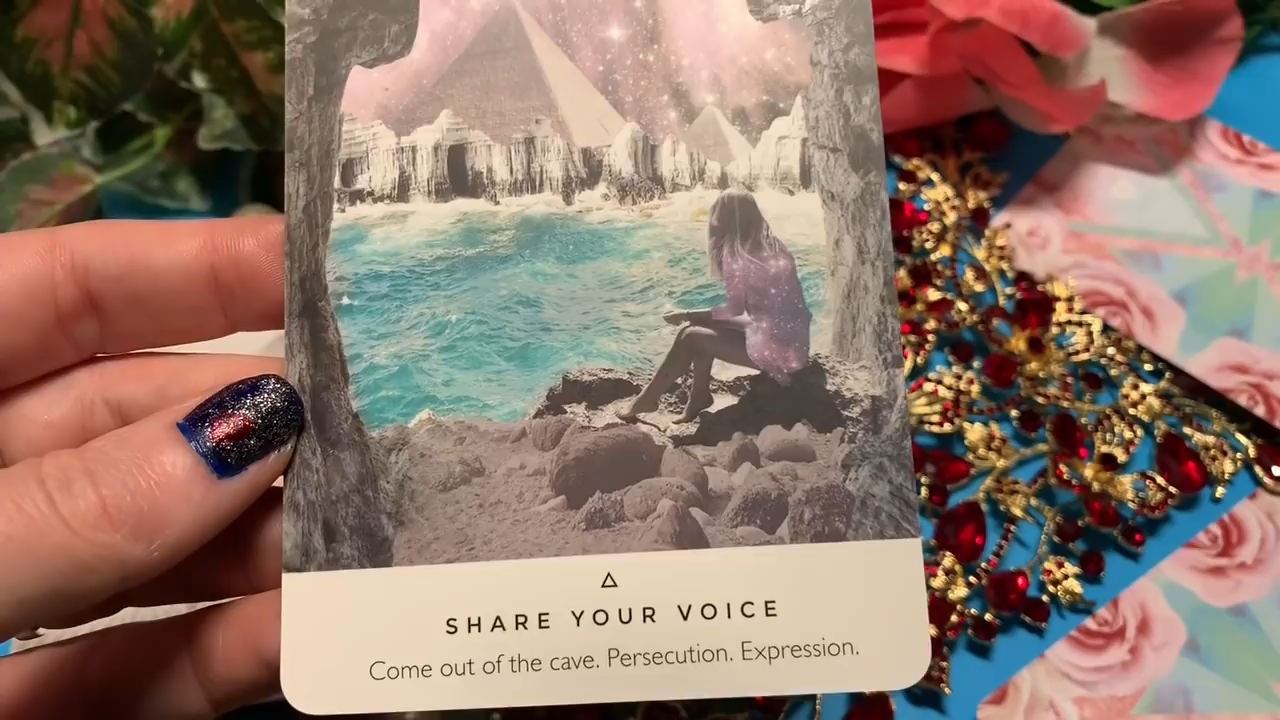 SHARE YOUR VOICE
Come out of the cave. Persecution. Expression.